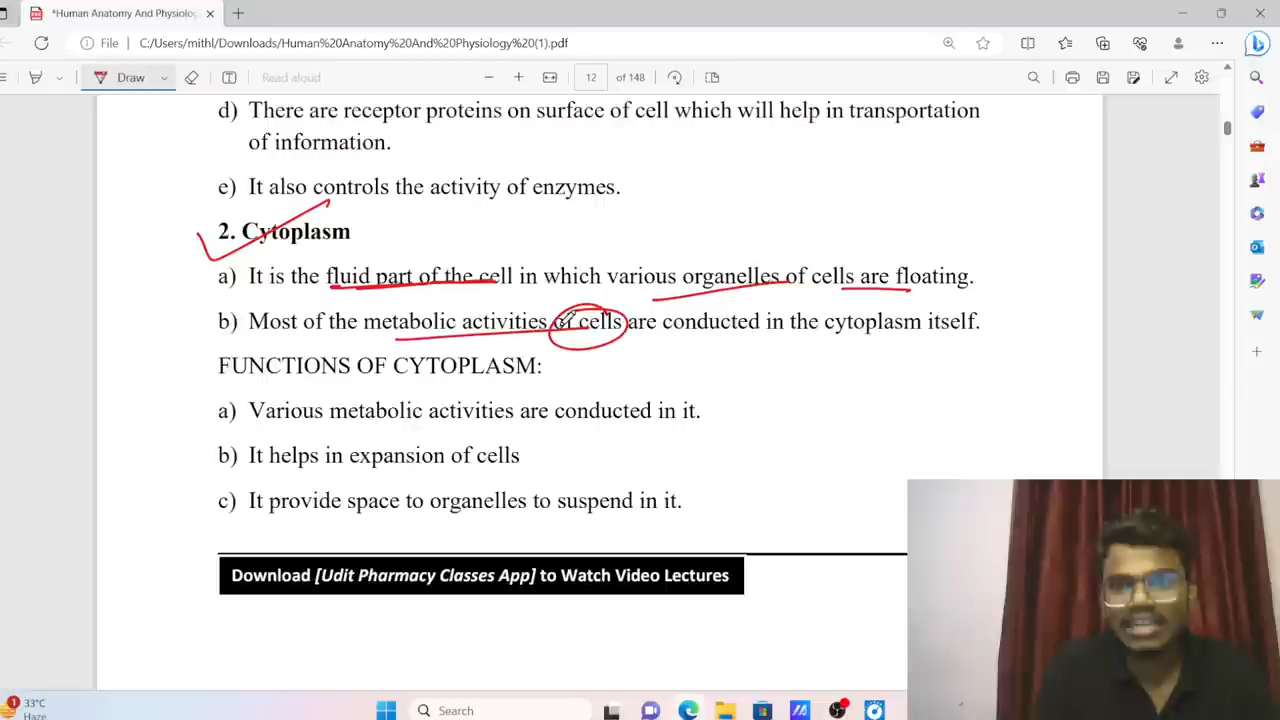 *Human Anatomy And Physiology
File
C:/Users/mithl/Downloads/Human%20Anatomy%20And%20Physiology%20(1).pdf
Draw
Read aloud
12
of 148
d) There are receptor proteins on surface of cell which will help in transportation
of information.
e) It also controls the activity of enzymes.
2. Cytoplasm
a) It is the fluid part of the cell in which various organelles of cells are floating.
b) Most of the metabolic activities of cells are conducted in the cytoplasm itself.
FUNCTIONS OF CYTOPLASM:
a) Various metabolic activities are conducted in it.
b) It helps in expansion of cells
c) It provide space to organelles to suspend in it.
Download [Udit Pharmacy Classes App] to Watch Video Lectures
1
33°C
Haze
Search